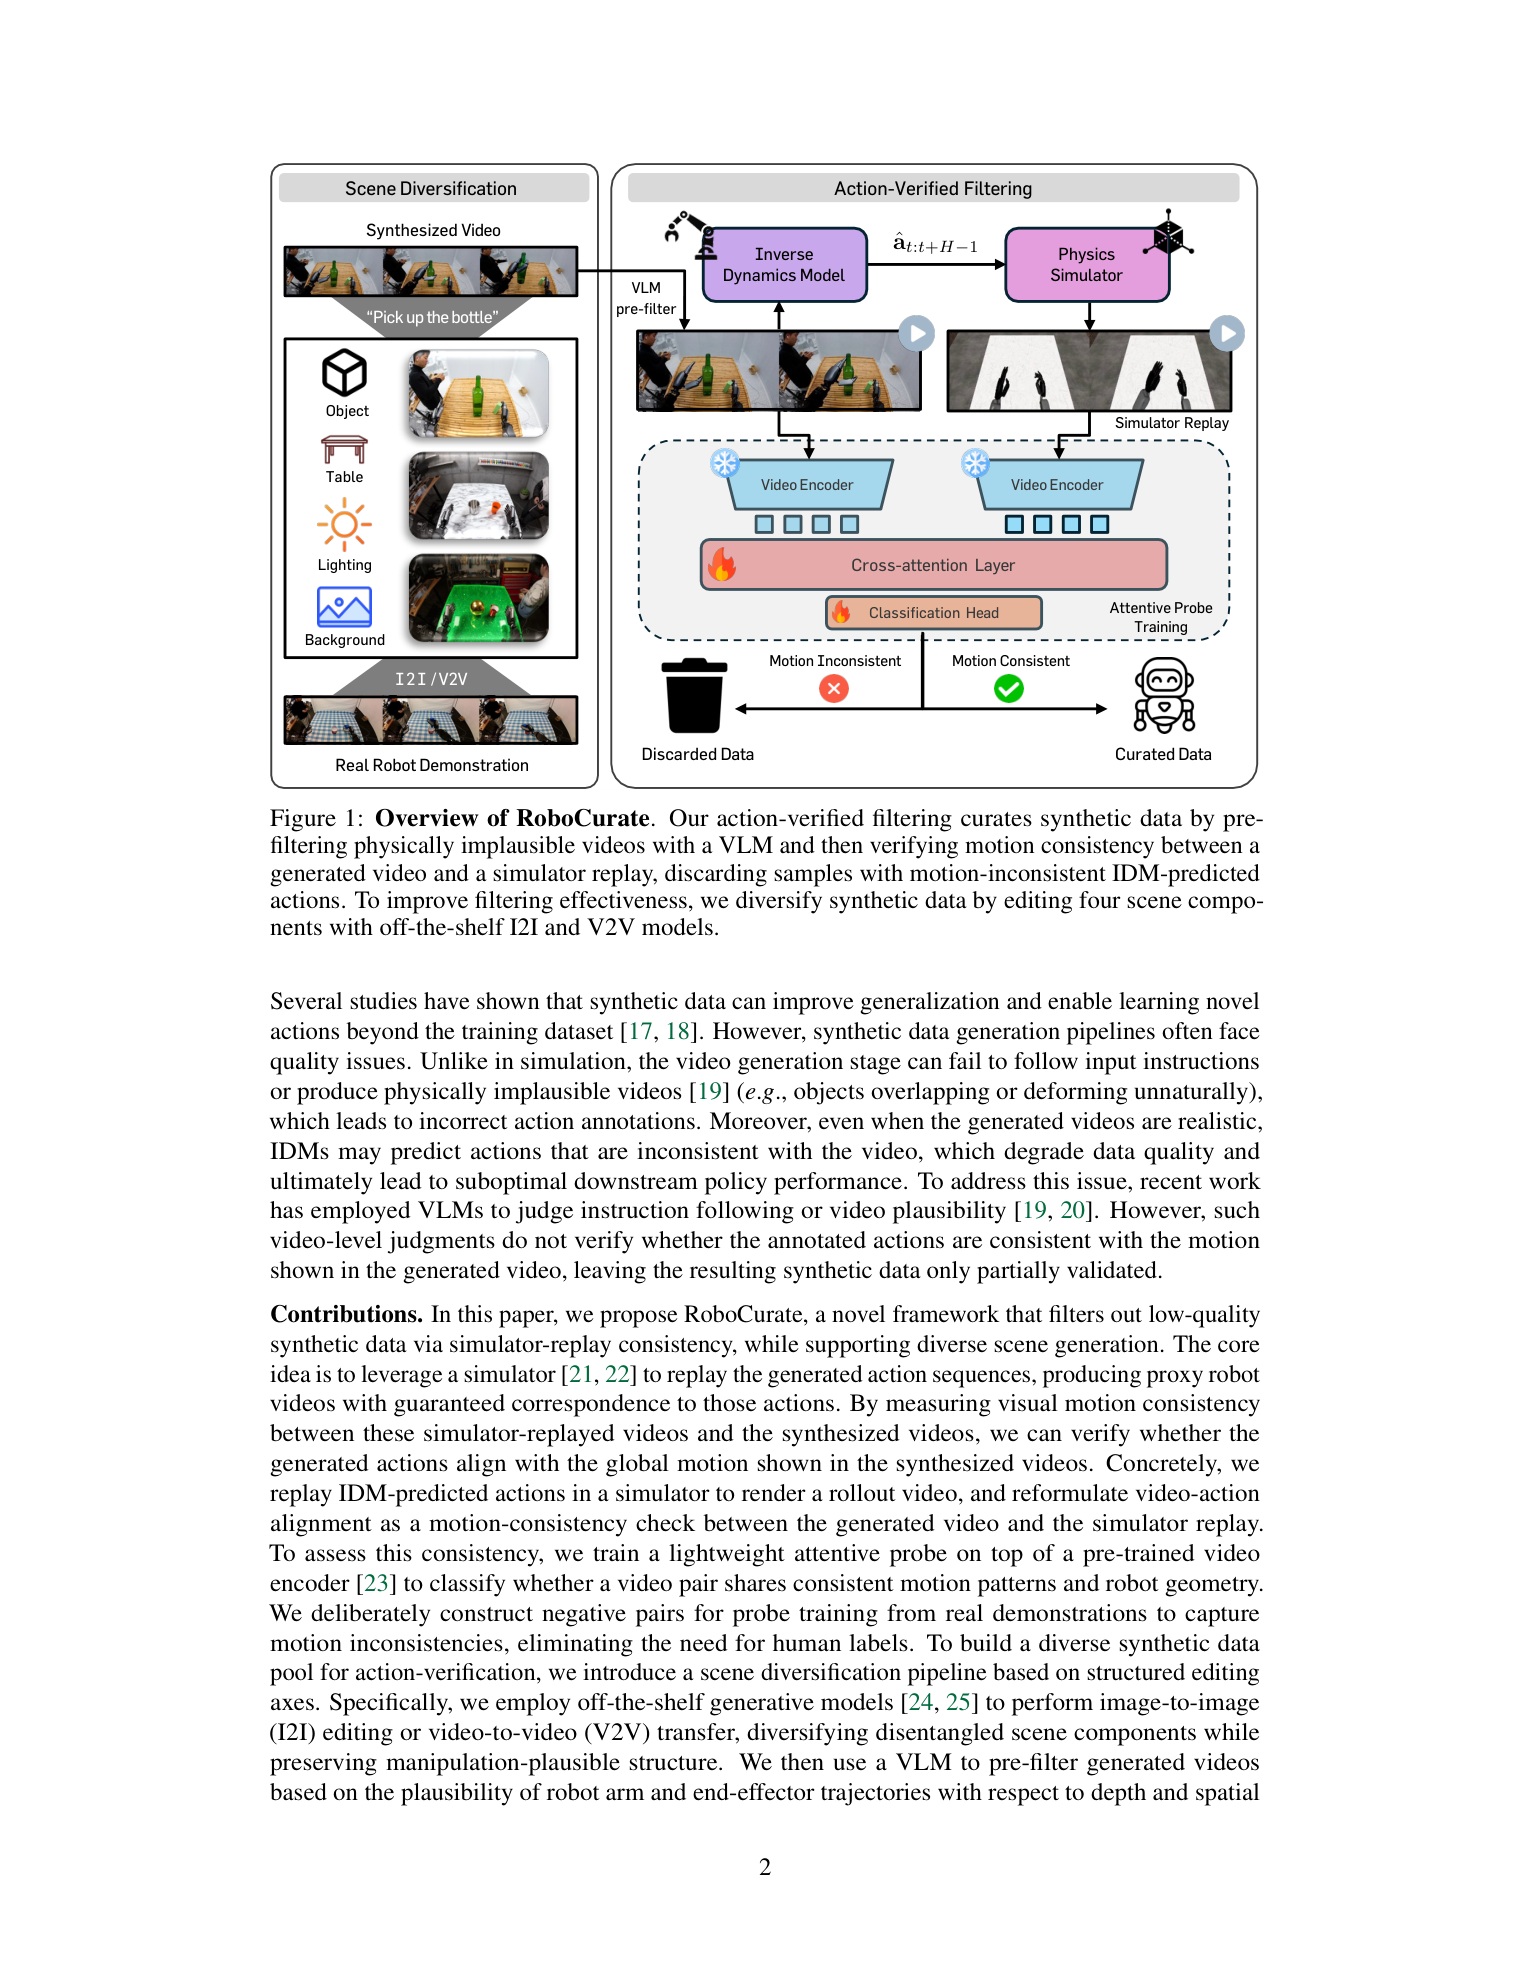 Scene Diversification
Synthesized Video
“Pick up the bottle”
Object
Table
Lighting
Background
I2I / V2V
Real Robot Demonstration
Action-Verified Filtering
VLM
pre-filter
Inverse
Dynamics Model
â_{t:t+H−1}
Physics
Simulator
Simulator Replay
Video Encoder
Video Encoder
Cross-attention Layer
Classification Head
Attentive Probe
Training
Motion Inconsistent
Motion Consistent
Discarded Data
Curated Data
Figure 1: Overview of RoboCurate. Our action-verified filtering curates synthetic data by pre-
filtering physically implausible videos with a VLM and then verifying motion consistency between a
generated video and a simulator replay, discarding samples with motion-inconsistent IDM-predicted
actions. To improve filtering effectiveness, we diversify synthetic data by editing four scene compo-
nents with off-the-shelf I2I and V2V models.
Several studies have shown that synthetic data can improve generalization and enable learning novel
actions beyond the training dataset [17, 18]. However, synthetic data generation pipelines often face
quality issues. Unlike in simulation, the video generation stage can fail to follow input instructions
or produce physically implausible videos [19] (e.g., objects overlapping or deforming unnaturally),
which leads to incorrect action annotations. Moreover, even when the generated videos are realistic,
IDMs may predict actions that are inconsistent with the video, which degrade data quality and
ultimately lead to suboptimal downstream policy performance. To address this issue, recent work
has employed VLMs to judge instruction following or video plausibility [19, 20]. However, such
video-level judgments do not verify whether the annotated actions are consistent with the motion
shown in the generated video, leaving the resulting synthetic data only partially validated.
Contributions. In this paper, we propose RoboCurate, a novel framework that filters out low-quality
synthetic data via simulator-replay consistency, while supporting diverse scene generation. The core
idea is to leverage a simulator [21, 22] to replay the generated action sequences, producing proxy robot
videos with guaranteed correspondence to those actions. By measuring visual motion consistency
between these simulator-replayed videos and the synthesized videos, we can verify whether the
generated actions align with the global motion shown in the synthesized videos. Concretely, we
replay IDM-predicted actions in a simulator to render a rollout video, and reformulate video-action
alignment as a motion-consistency check between the generated video and the simulator replay.
To assess this consistency, we train a lightweight attentive probe on top of a pre-trained video
encoder [23] to classify whether a video pair shares consistent motion patterns and robot geometry.
We deliberately construct negative pairs for probe training from real demonstrations to capture
motion inconsistencies, eliminating the need for human labels. To build a diverse synthetic data
pool for action-verification, we introduce a scene diversification pipeline based on structured editing
axes. Specifically, we employ off-the-shelf generative models [24, 25] to perform image-to-image
(I2I) editing or video-to-video (V2V) transfer, diversifying disentangled scene components while
preserving manipulation-plausible structure. We then use a VLM to pre-filter generated videos
based on the plausibility of robot arm and end-effector trajectories with respect to depth and spatial
2